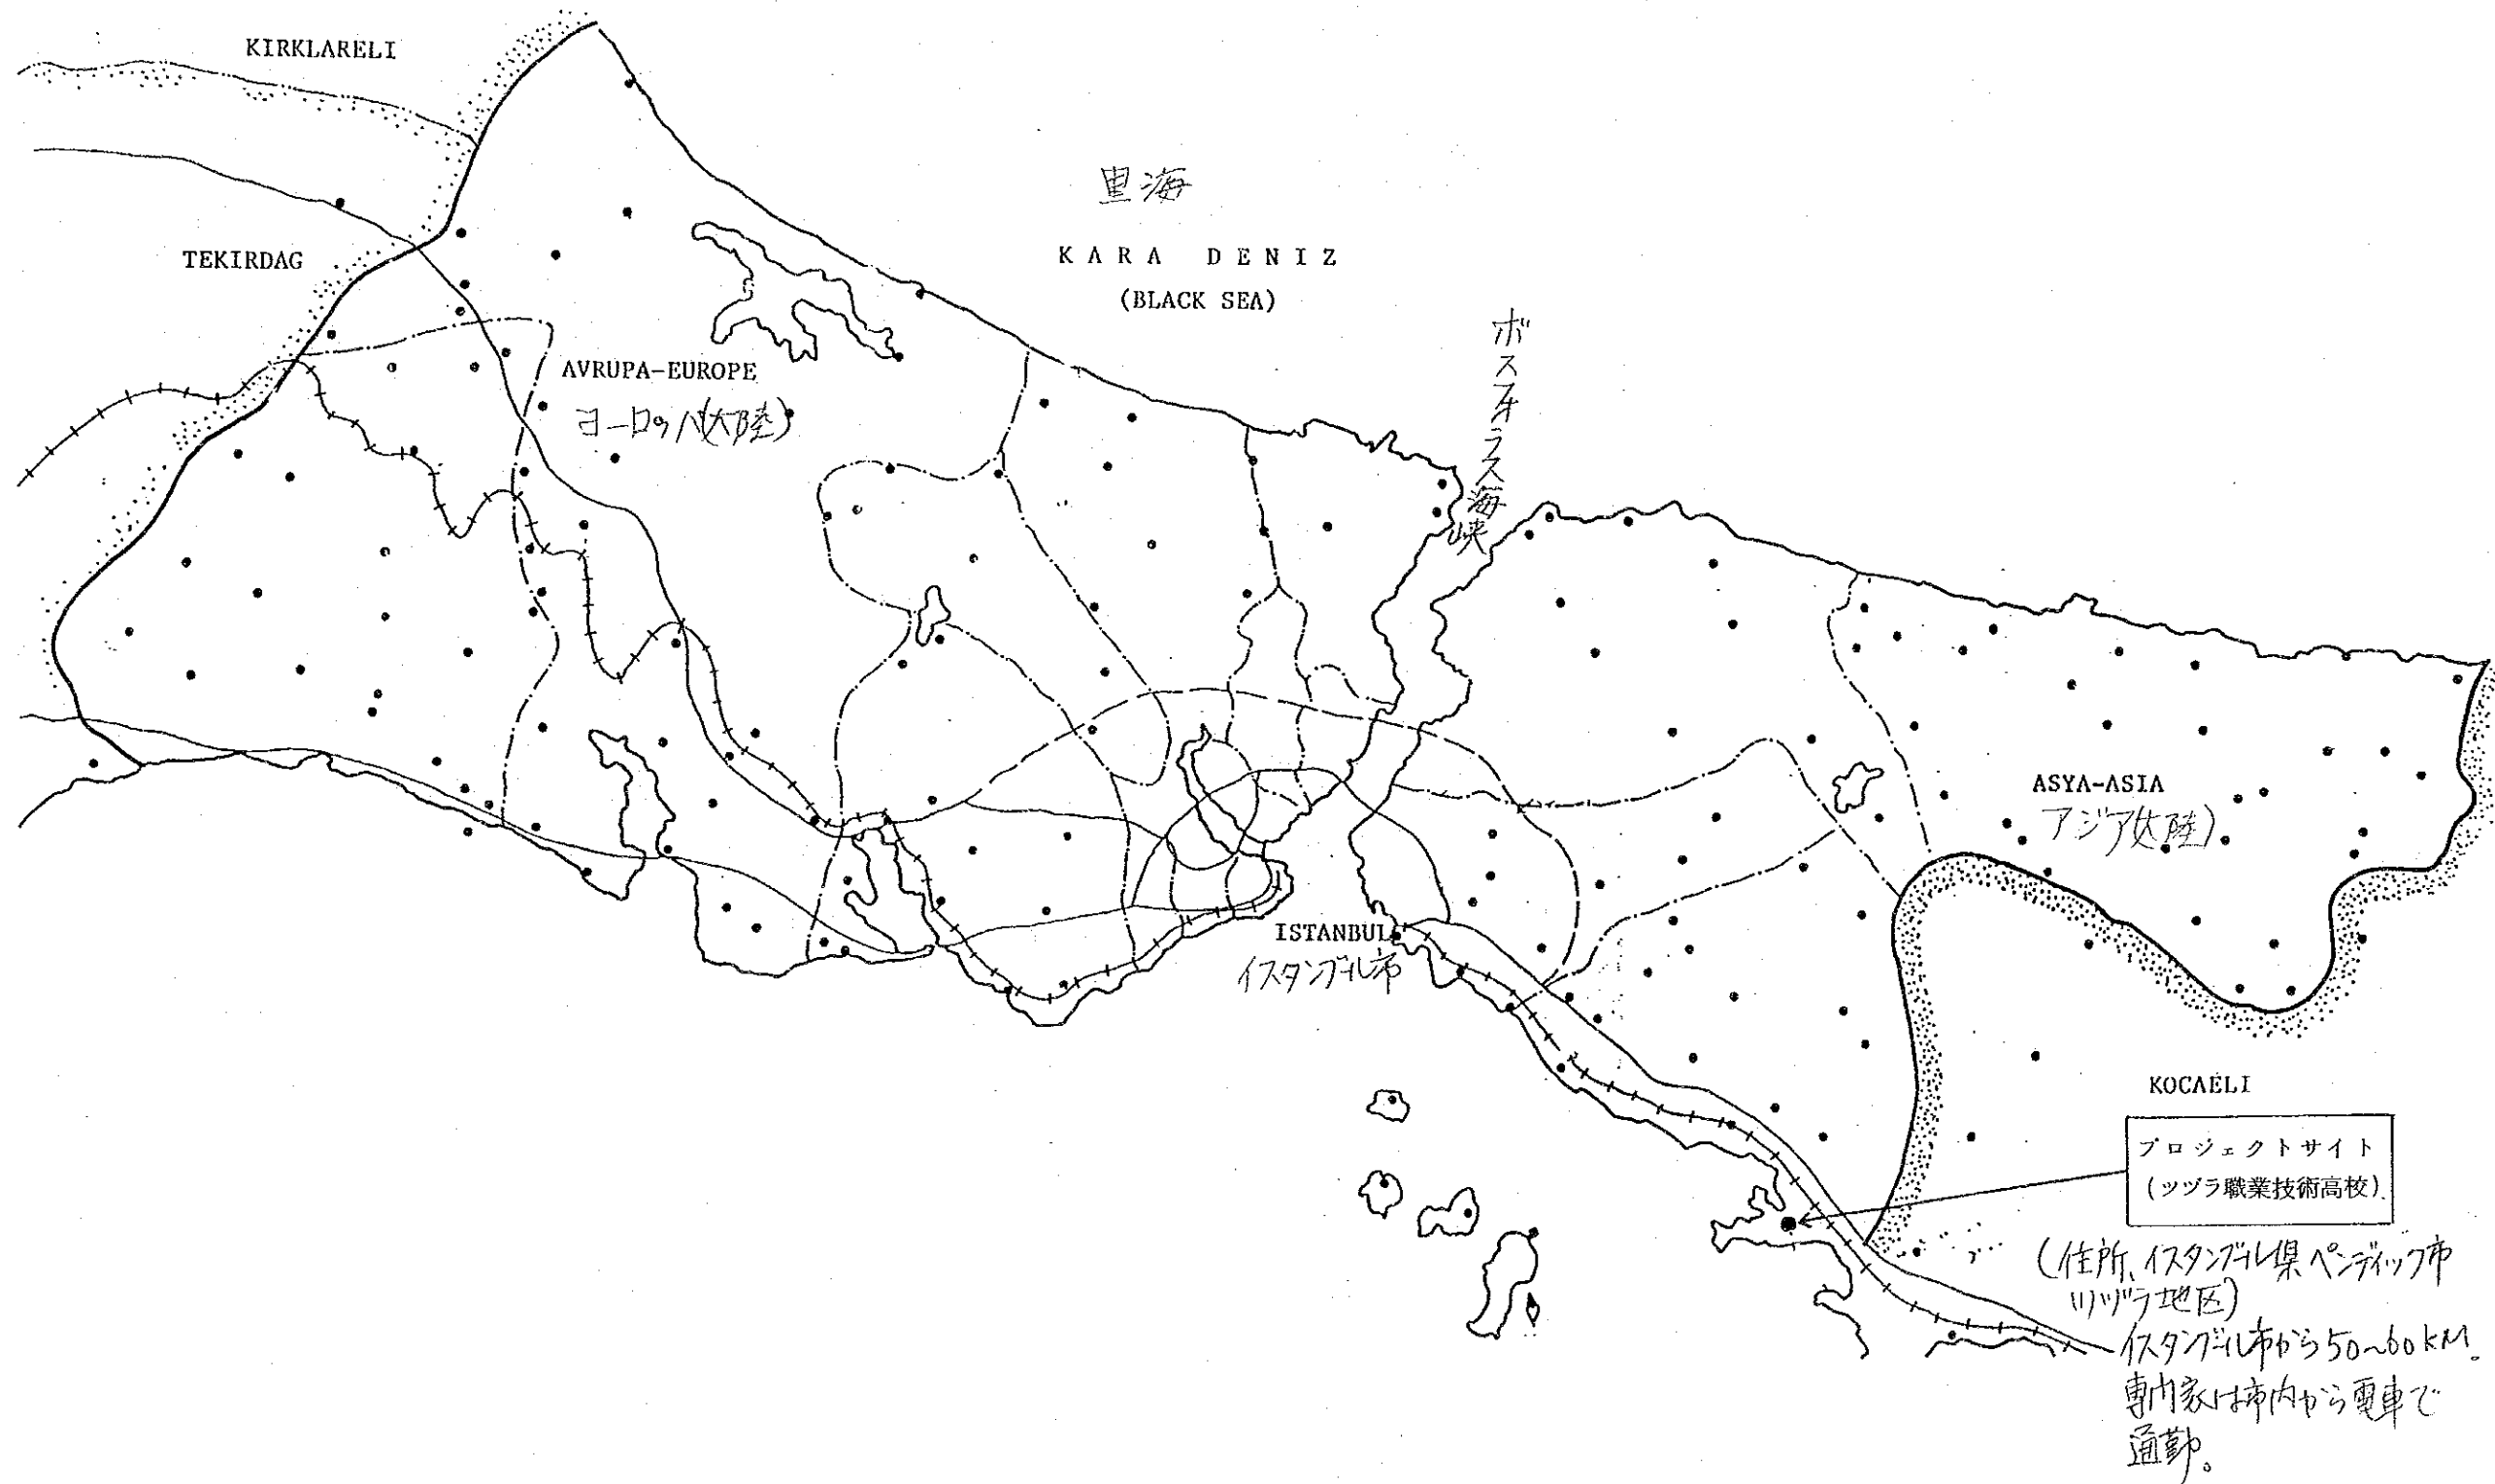 KIRKLARELI
黒海
KARA DENIZ
(BLACK SEA)
TEKIRDAG
ボスフォラス海峡
AVRUPA-EUROPE
ヨーロッパ(大陸)
ASYA-ASIA
アジア(大陸)
ISTANBUL
イスタンブール市
KOCAELI
プロジェクトサイト
(ツヅラ職業技術高校)
(住所、イスタンブール県ペンディック市
ツヅラ地区)
イスタンブール市から50~60KM。
専門家は市内から電車で
通勤。